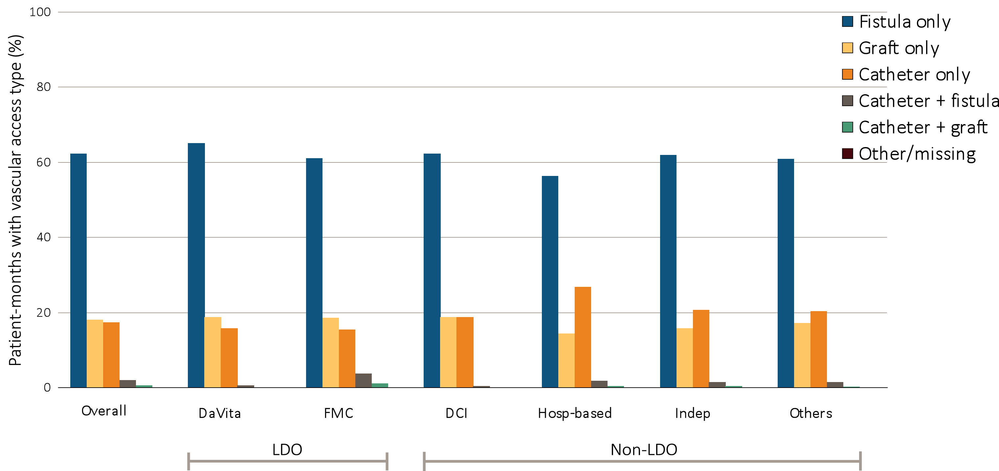 Patient-months with vascular access type (%)
100
80
60
40
20
0
Fistula only
Graft only
Catheter only
Catheter + fistula
Catheter + graft
Other/missing
Overall
DaVita
FMC
DCI
Hosp-based
Indep
Others
LDO
Non-LDO